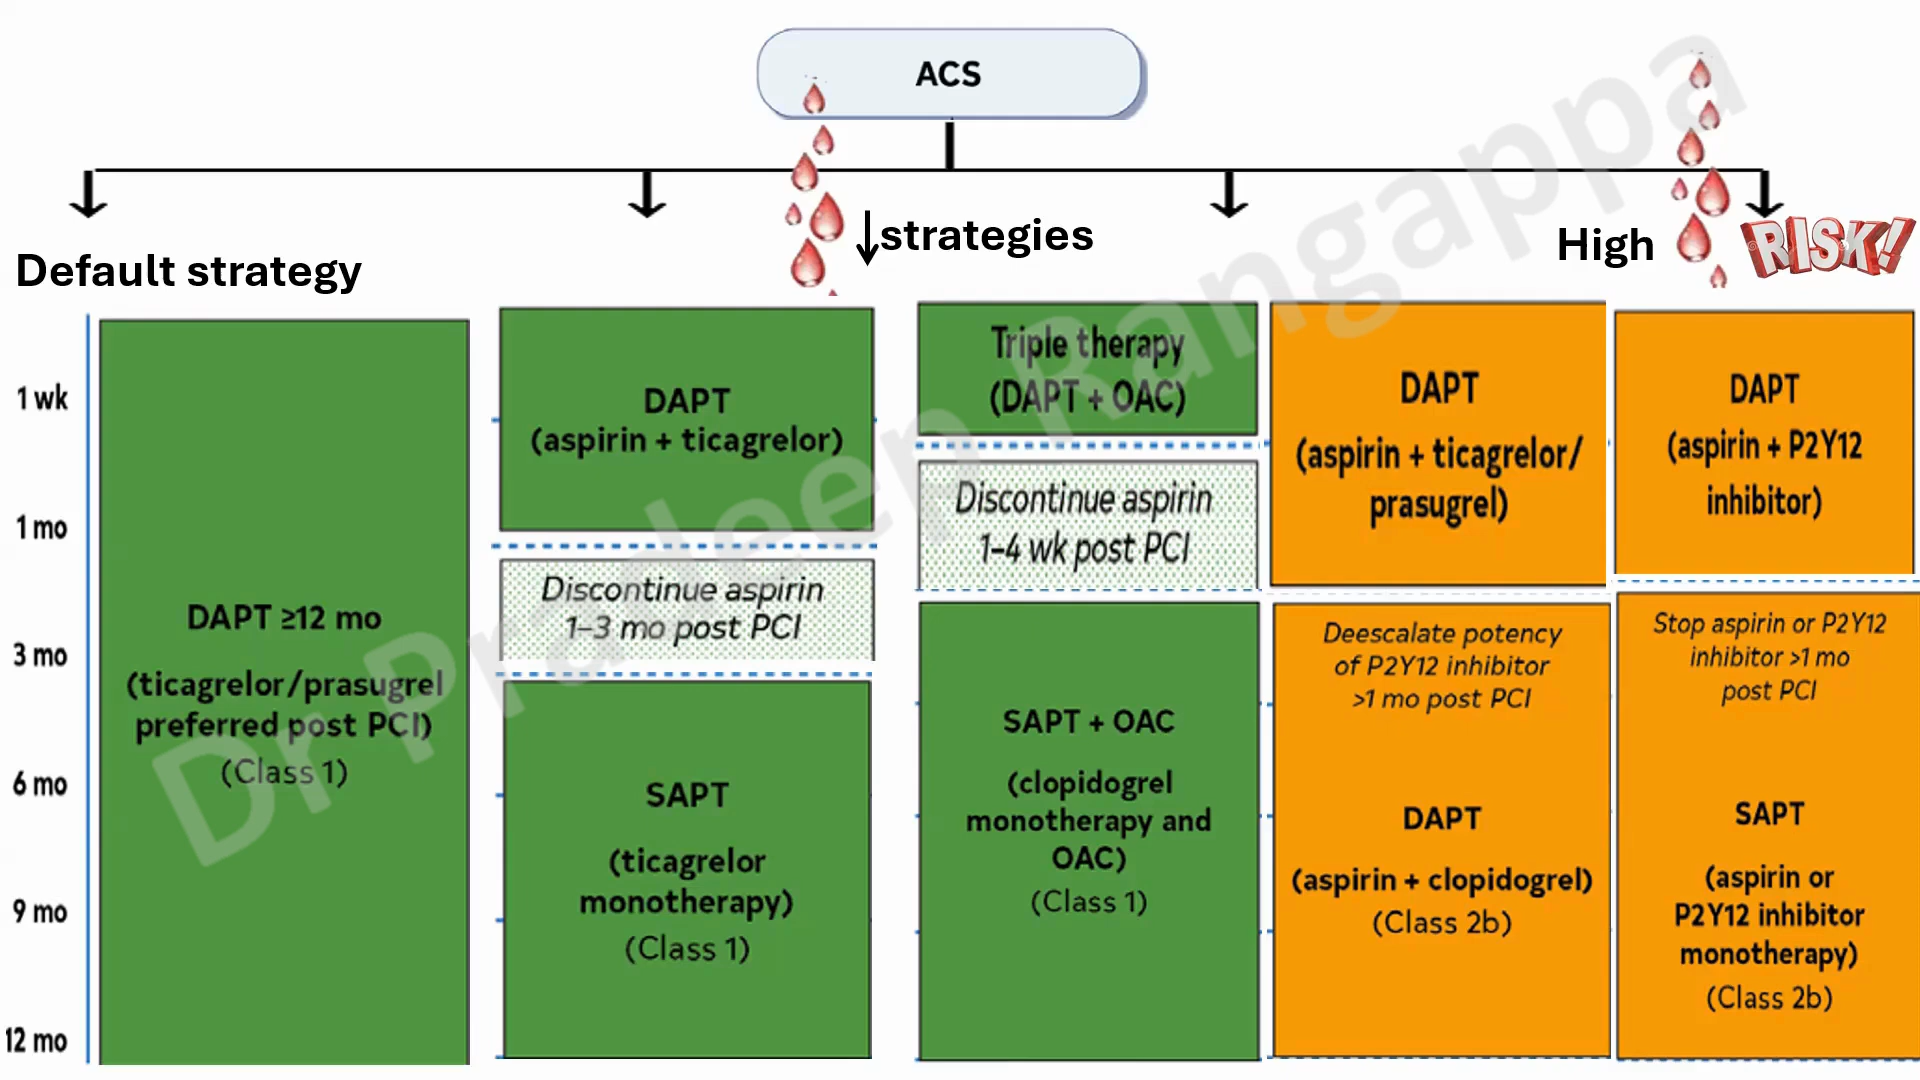 ACS
↓strategies
High
RISK!
Default strategy
1 wk
1 mo
3 mo
6 mo
9 mo
12 mo
DAPT ≥12 mo
(ticagrelor/prasugrel
preferred post PCI)
(Class 1)
DAPT
(aspirin + ticagrelor)
Discontinue aspirin
1–3 mo post PCI
SAPT
(ticagrelor
monotherapy)
(Class 1)
Triple therapy
(DAPT + OAC)
Discontinue aspirin
1–4 wk post PCI
SAPT + OAC
(clopidogrel
monotherapy and
OAC)
(Class 1)
DAPT
(aspirin + ticagrelor/
prasugrel)
Deescalate potency
of P2Y12 inhibitor
>1 mo post PCI
DAPT
(aspirin + clopidogrel)
(Class 2b)
DAPT
(aspirin + P2Y12
inhibitor)
Stop aspirin or P2Y12
inhibitor >1 mo
post PCI
SAPT
(aspirin or
P2Y12 inhibitor
monotherapy)
(Class 2b)
Dr Pradeep Rangappa